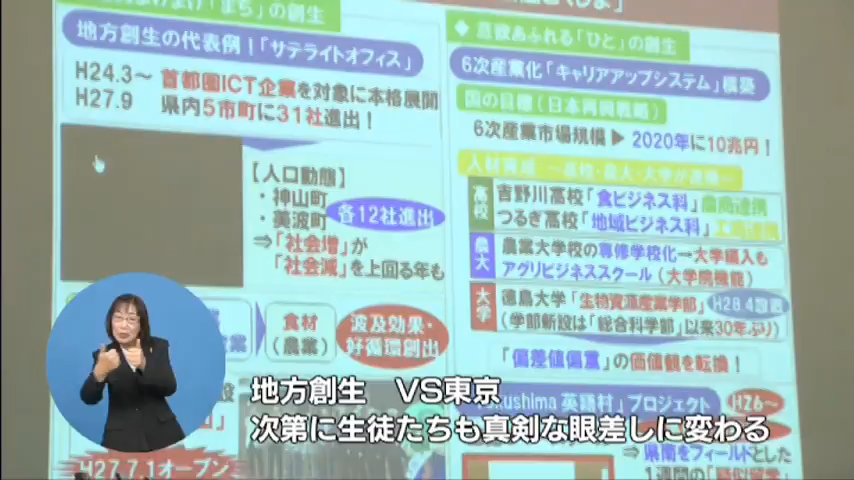 「まち」の創生
地方創生の代表例!「サテライトオフィス」
H24.3～ 首都圏ICT企業を対象に本格展開
H27.9 県内5市町に31社進出!
【人口動態】
・神山町
・美波町
各12社進出
⇒「社会増」が
「社会減」を上回る年も
食材
(農業)
波及効果・
好循環創出
H27.7.1オープン
◆意欲あふれる「ひと」の創生
6次産業化「キャリアアップシステム」構築
国の目標(日本再興戦略)
6次産業市場規模▶2020年に10兆円!
高校
吉野川高校「食ビジネス科」農商連携
つるぎ高校「地域ビジネス科」工商連携
農大
農業大学校の専修学校化→大学編入も
アグリビジネススクール(大学院機能)
大学
徳島大学「生物資源産業学部」H28.4設置
(学部新設は「総合科学部」以来30年ぶり)
「偏差値偏重」の価値観を転換!
Tokushima英語村」プロジェクト H26～
⇒県南をフィールドとした
1週間の「疑似留学」
地方創生 VS東京
次第に生徒たちも真剣な眼差しに変わる